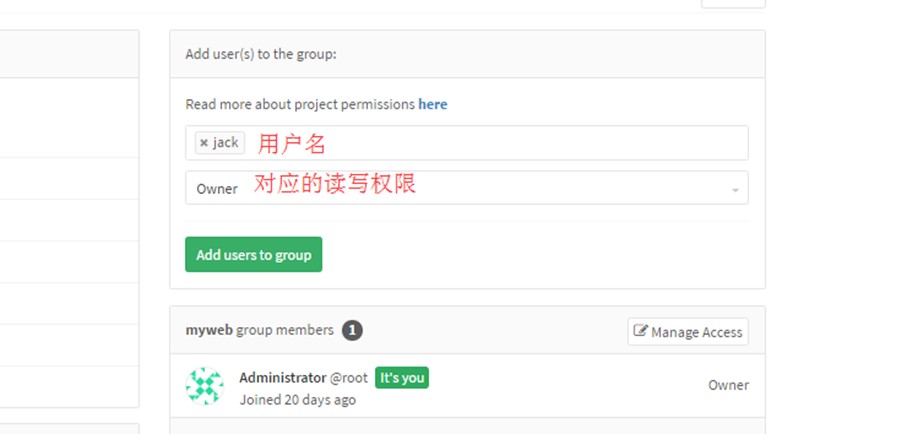 Add user(s) to the group:
Read more about project permissions here
× jack 用户名
Owner 对应的读写权限
Add users to group
myweb group members 1
Manage Access
Administrator @root It's you
Joined 20 days ago
Owner